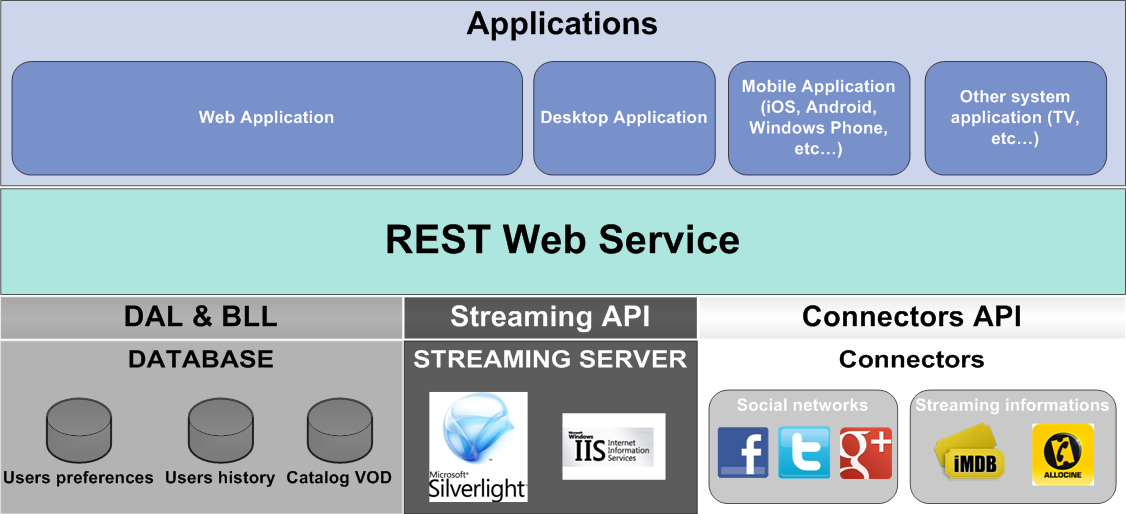 Applications
Web Application
Desktop Application
Mobile Application
(iOS, Android,
Windows Phone,
etc…)
Other system
application (TV,
etc…)
REST Web Service
DAL & BLL
Streaming API
Connectors API
DATABASE
Users preferences
Users history
Catalog VOD
STREAMING SERVER
Microsoft®
Silverlight™
Microsoft®
Windows
IIS
Internet
Information
Services
Connectors
Social networks
f
t
g+
Streaming informations
iMDB
ALLOCINE